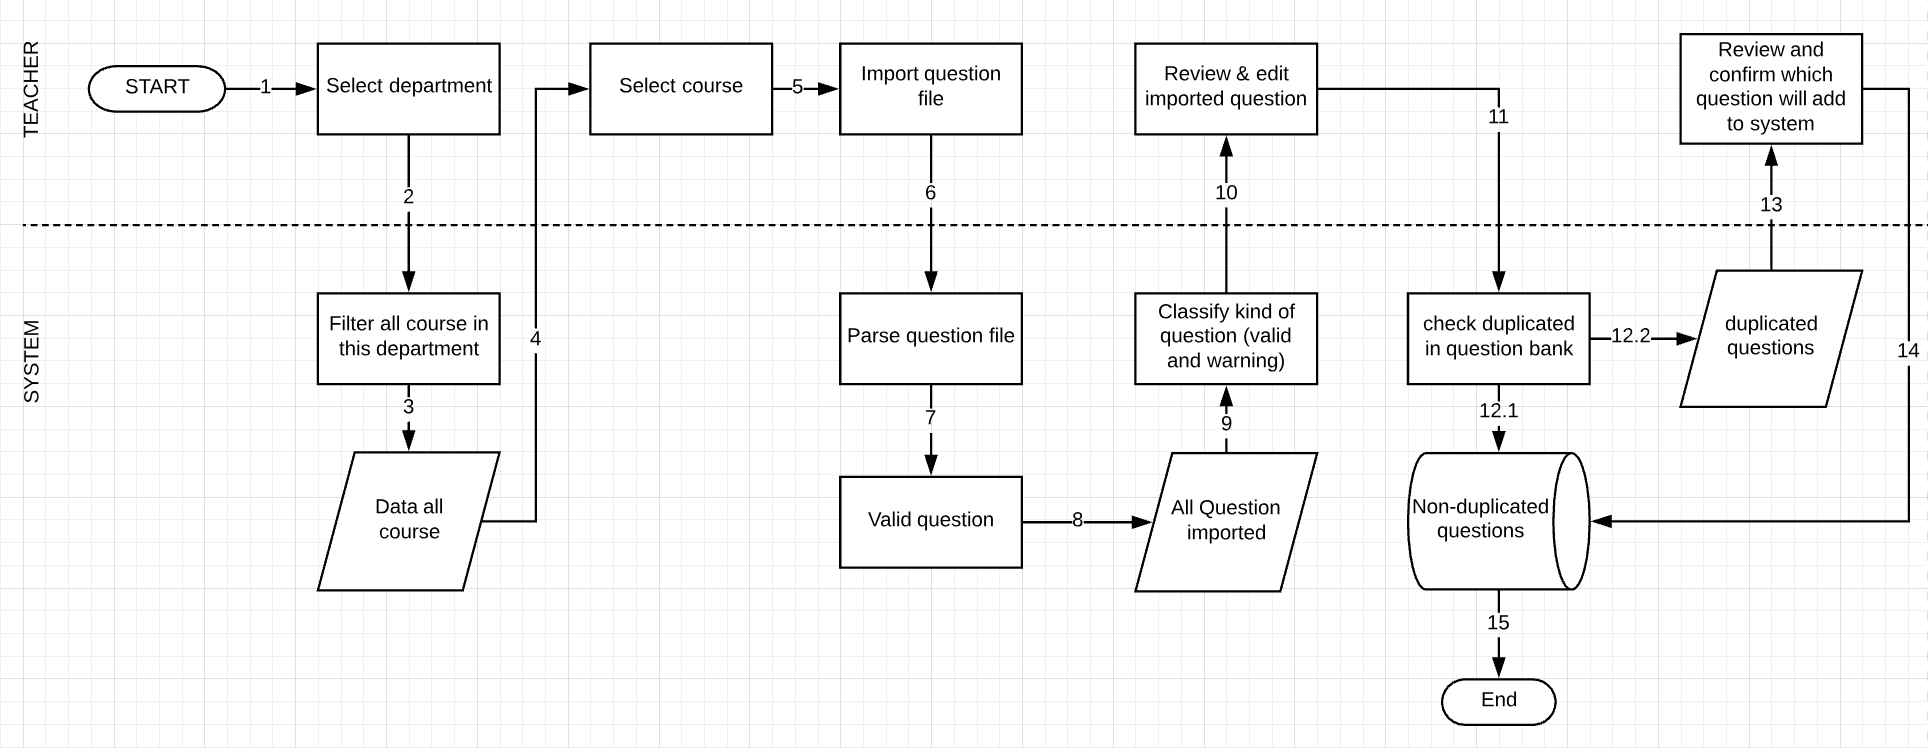 TEACHER
START
1
Select department
2
Select course
5
Import question
file
6
Review & edit
imported question
10
11
Review and
confirm which
question will add
to system
13
SYSTEM
Filter all course in
this department
3
4
Data all
course
Parse question file
7
Valid question
8
Classify kind of
question (valid
and warning)
9
All Question
imported
check duplicated
in question bank
12.2
12.1
duplicated
questions
14
Non-duplicated
questions
15
End